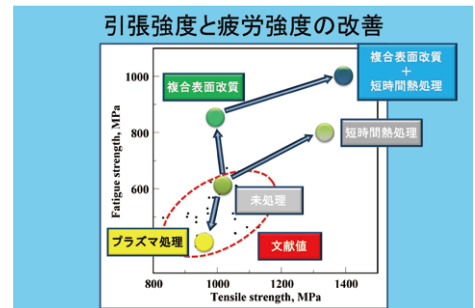 引張強度と疲労強度の改善
複合表面改質
複合表面改質
+
短時間熱処理
短時間熱処理
未処理
プラズマ処理
文献値
Fatigue strength, MPa
1000
800
600
800
1000
1200
1400
Tensile strength, MPa